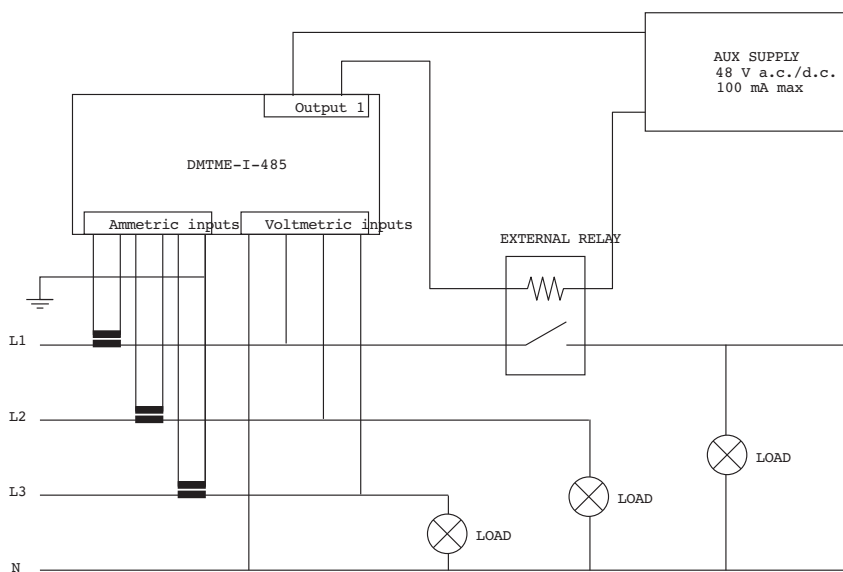 AUX SUPPLY
48 V a.c./d.c.
100 mA max
Output 1
DMTME-I-485
Ammetric inputs
Voltmetric inputs
EXTERNAL RELAY
L1
L2
LOAD
L3
LOAD
LOAD
N